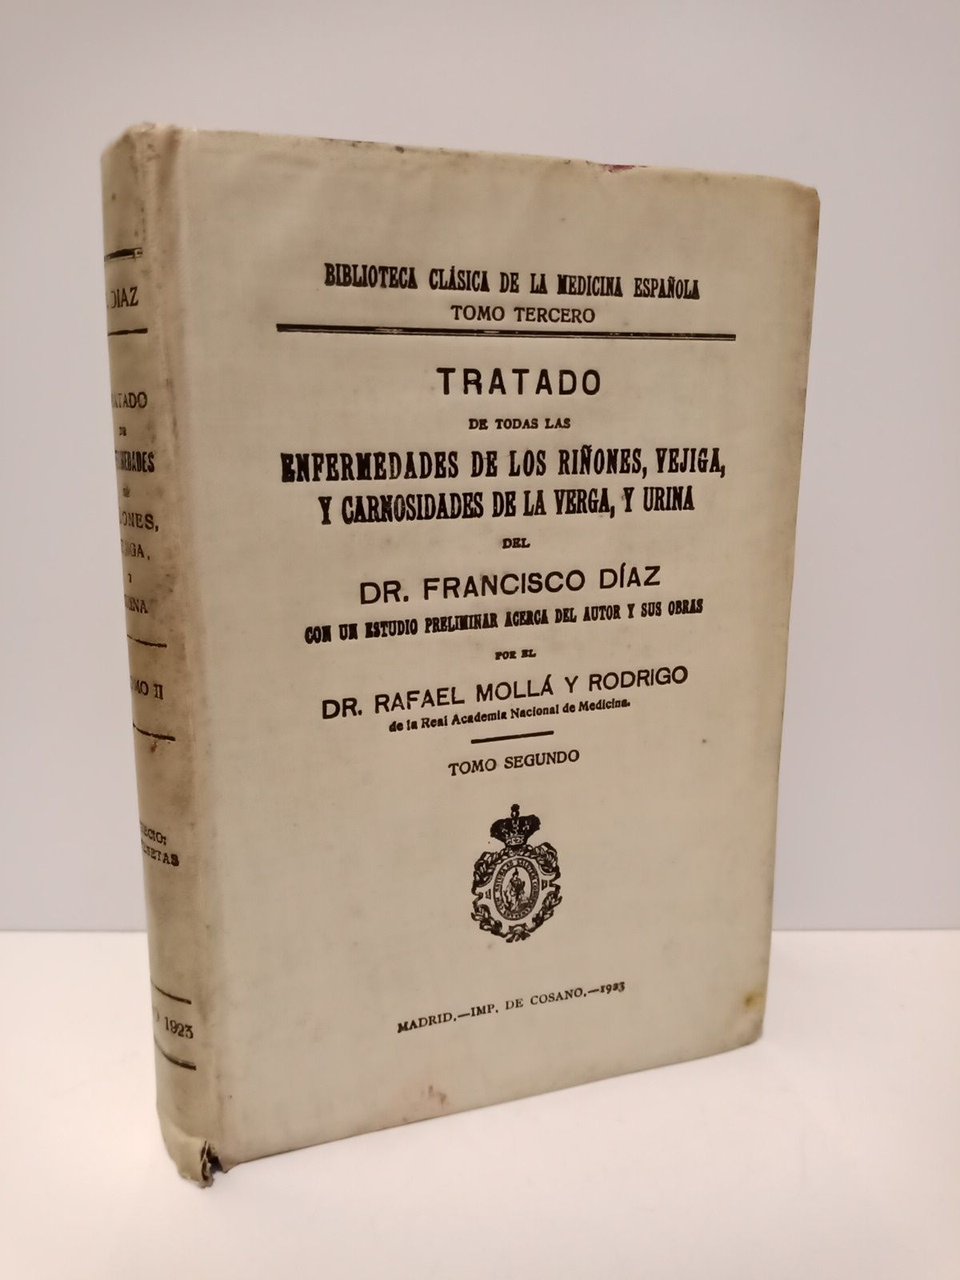 BIBLIOTECA CLÁSICA DE LA MEDICINA ESPAÑOLA
TOMO TERCERO
TRATADO
DE TODAS LAS
ENFERMEDADES DE LOS RIÑONES, VEJIGA,
Y CARNOSIDADES DE LA VERGA, Y URINA
DEL
DR. FRANCISCO DÍAZ
CON UN ESTUDIO PRELIMINAR ACERCA DEL AUTOR Y SUS OBRAS
POR EL
DR. RAFAEL MOLLÁ Y RODRIGO
de la Real Academia Nacional de Medicina.
TOMO SEGUNDO
MADRID.—IMP. DE COSANO.—1923
DIAZ
DE
Y
II
1923